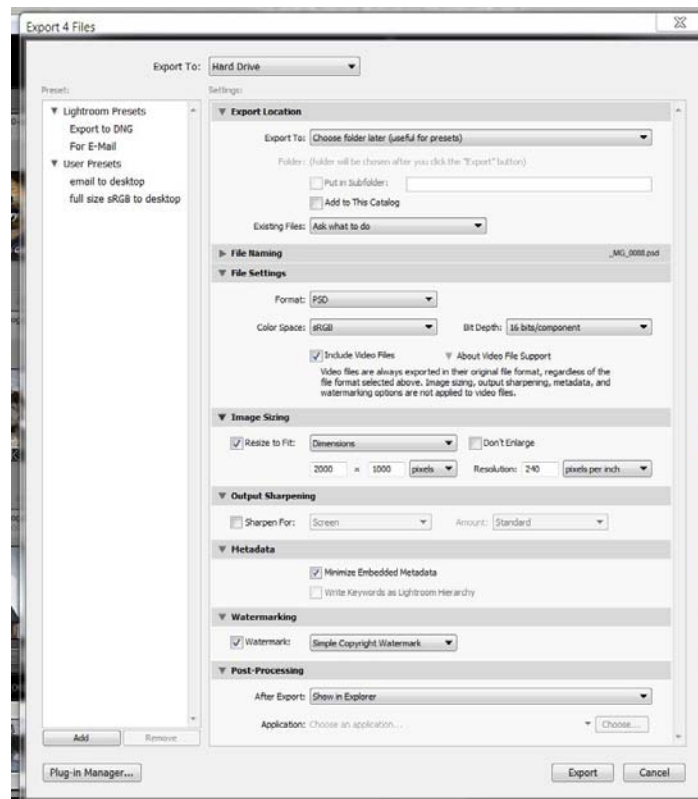 Export 4 Files
Export To: Hard Drive
Preset:
Settings:
Lightroom Presets
Export to DNG
For E-Mail
User Presets
email to desktop
full size sRGB to desktop
Add Remove
Export Location
Export To: Choose folder later (useful for presets)
Folder: (folder will be chosen after you click the "Export" button)
Put in Subfolder:
Add to This Catalog
Existing Files: Ask what to do
File Naming _MG_0088.psd
File Settings
Format: PSD
Color Space: sRGB Bit Depth: 16 bits/component
Include Video Files About Video File Support
Video files are always exported in their original file format, regardless of the
file format selected above. Image sizing, output sharpening, metadata, and
watermarking options are not applied to video files.
Image Sizing
Resize to Fit: Dimensions Don't Enlarge
2000 x 1000 pixels Resolution: 240 pixels per inch
Output Sharpening
Sharpen For: Screen Amount: Standard
Metadata
Minimize Embedded Metadata
Write Keywords as Lightroom Hierarchy
Watermarking
Watermark: Simple Copyright Watermark
Post-Processing
After Export: Show in Explorer
Application: Choose an application... Choose...
Plug-in Manager... Export Cancel